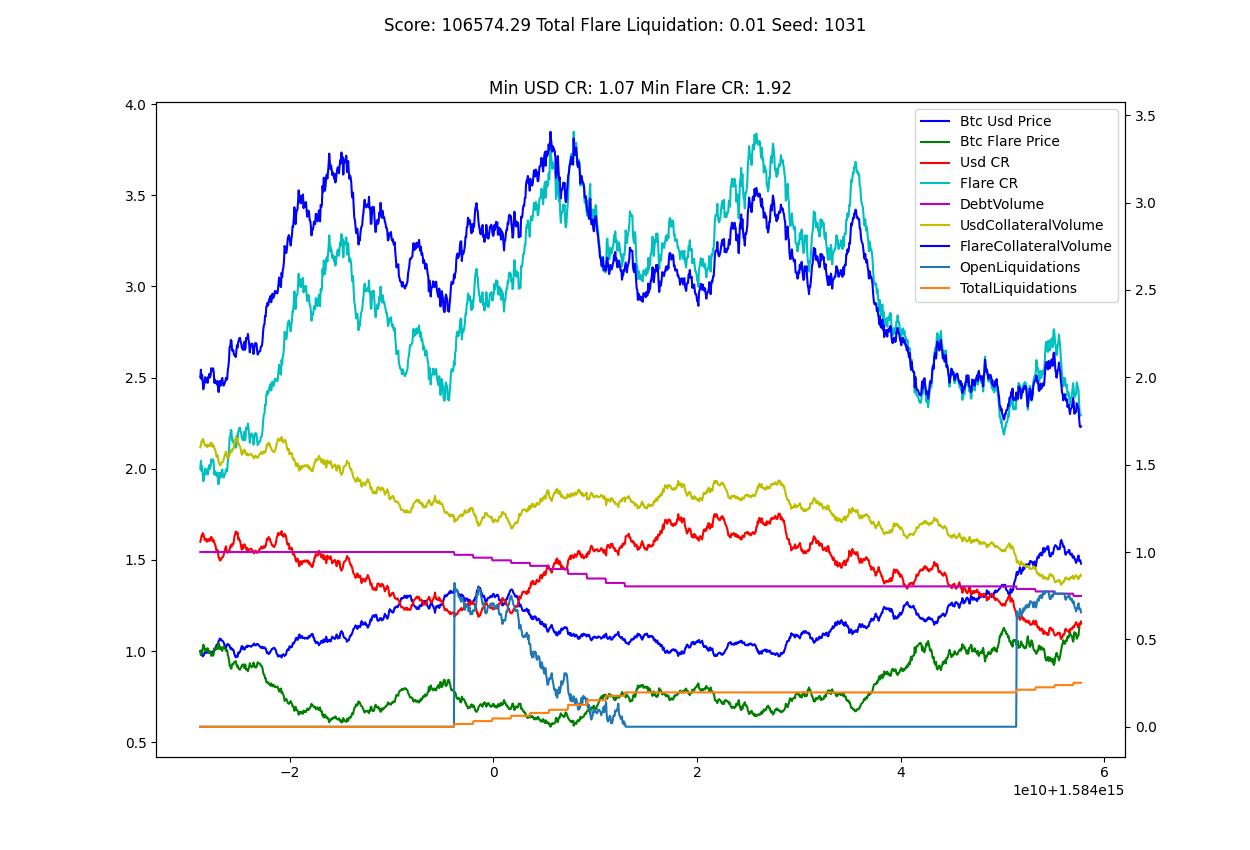 Score: 106574.29 Total Flare Liquidation: 0.01 Seed: 1031
Min USD CR: 1.07 Min Flare CR: 1.92
4.0
3.5
3.0
2.5
2.0
1.5
1.0
0.5
3.5
3.0
2.5
2.0
1.5
1.0
0.5
0.0
Btc Usd Price
Btc Flare Price
Usd CR
Flare CR
DebtVolume
UsdCollateralVolume
FlareCollateralVolume
OpenLiquidations
TotalLiquidations
−2 0 2 4 6
1e10+1.584e15